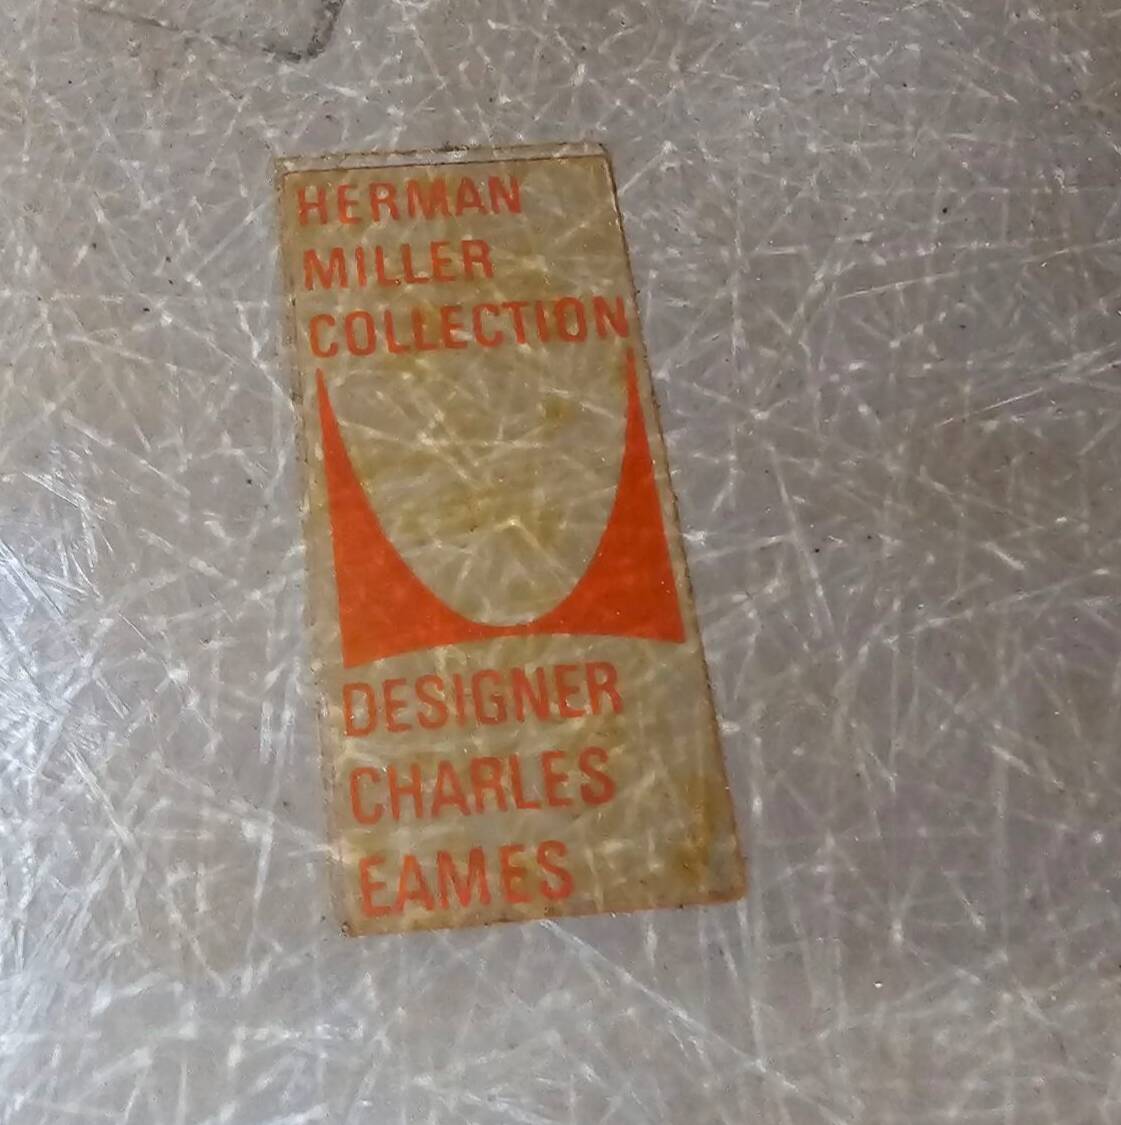 HERMAN
MILLER
COLLECTION
DESIGNER
CHARLES
EAMES